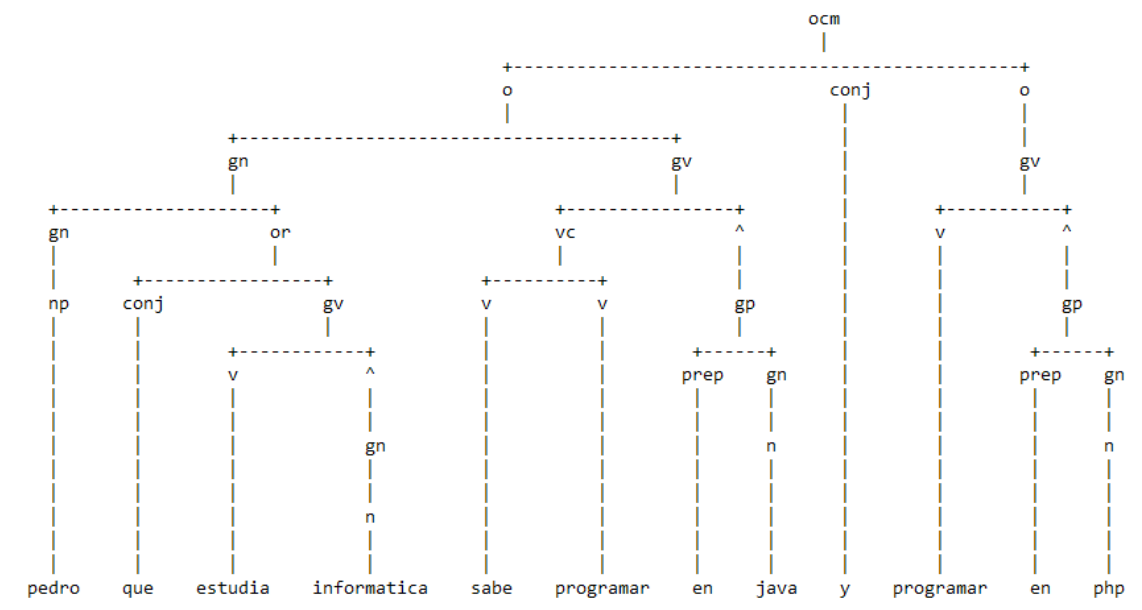 ocm
o conj o
gn gv gv
gn or vc ^ v ^
np conj gv v v gp gp
v ^ prep gn prep gn
gn n n
n
pedro que estudia informatica sabe programar en java y programar en php